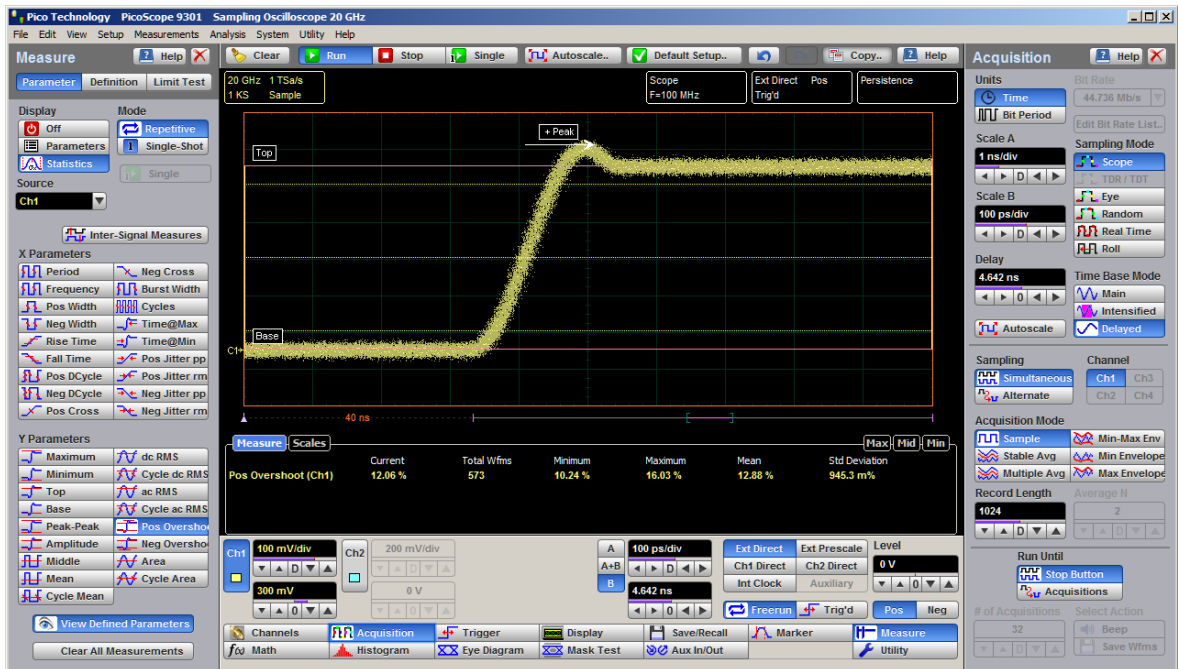 Pico Technology PicoScope 9301 Sampling Oscilloscope 20 GHz
File Edit View Setup Measurements Analysis System Utility Help
Measure
Help
Parameter Definition Limit Test
Display
Mode
Off
Repetitive
Parameters
Single-Shot
Statistics
Single
Source
Ch1
Inter-Signal Measures
X Parameters
Period Neg Cross
Frequency Burst Width
Pos Width Cycles
Neg Width Time@Max
Rise Time Time@Min
Fall Time Pos Jitter pp
Pos DCycle Pos Jitter rm
Neg DCycle Neg Jitter pp
Pos Cross Neg Jitter rm
Y Parameters
Maximum dc RMS
Minimum Cycle dc RMS
Top ac RMS
Base Cycle ac RMS
Peak-Peak Pos Oversho
Amplitude Neg Oversho
Middle Area
Mean Cycle Area
Cycle Mean
View Defined Parameters
Clear All Measurements
Clear Run Stop Single Autoscale.. Default Setup.. Copy.. Help
20 GHz 1 TSa/s
1 KS Sample
Scope
F=100 MHz
Ext Direct Pos
Trig'd
Persistence
+ Peak
Top
Base
C1
40 ns
Measure Scales
Max Mid Min
Current Total Wfms Minimum Maximum Mean Std Deviation
Pos Overshoot (Ch1) 12.06 % 573 10.24 % 16.03 % 12.88 % 945.3 m%
Ch1
100 mV/div
D
300 mV
0
Ch2
200 mV/div
D
0 V
0
A
A+B
B
100 ps/div
D
4.642 ns
0
Ext Direct Ext Prescale
Ch1 Direct Ch2 Direct
Int Clock Auxiliary
Freerun Trig'd
Level
0 V
0
Pos Neg
Channels Acquisition Trigger Display Save/Recall Marker Measure
f(x) Math Histogram Eye Diagram Mask Test Aux In/Out Utility
Acquisition
Help
Units
Time
Bit Period
Bit Rate
44.736 Mb/s
Edit Bit Rate List..
Scale A
1 ns/div
D
Scale B
100 ps/div
D
Delay
4.642 ns
0
Autoscale
Sampling Mode
Scope
TDR / TDT
Eye
Random
Real Time
Roll
Time Base Mode
Main
Intensified
Delayed
Sampling
Simultaneous
Alternate
Channel
Ch1 Ch3
Ch2 Ch4
Acquisition Mode
Sample Min-Max Env
Stable Avg Min Envelope
Multiple Avg Max Envelope
Record Length
1024
D
Average N
2
D
Run Until
Stop Button
Acquisitions
# of Acquisitions
32
D
Select Action
Beep
Save Wfms